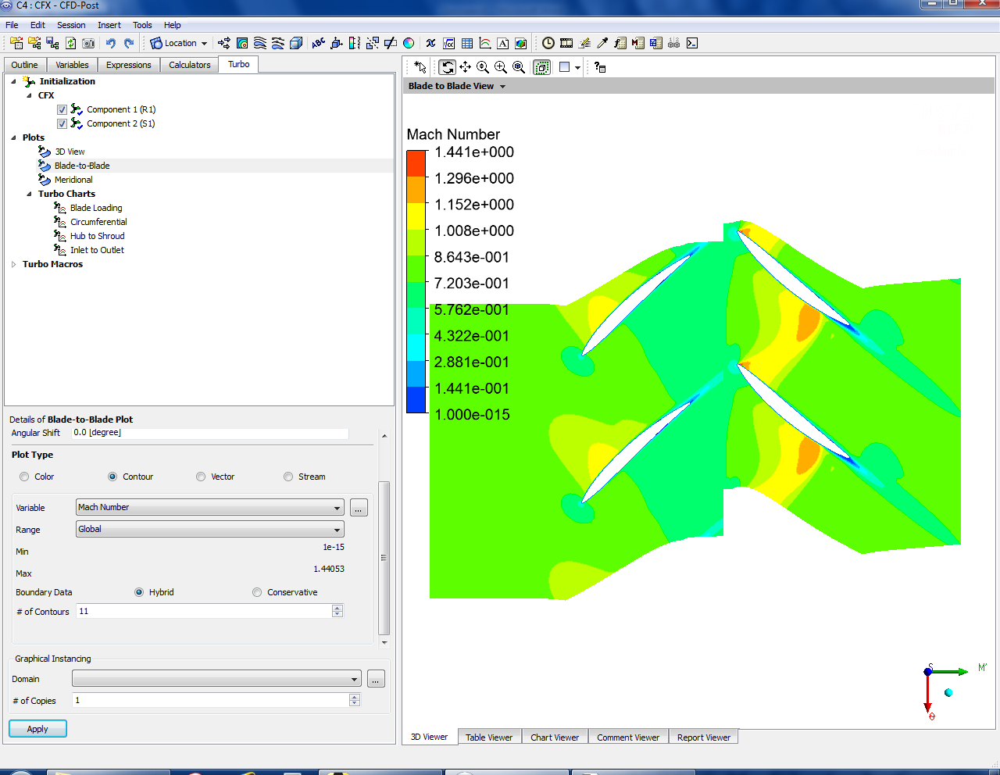 C4 : CFX - CFD-Post
File Edit Session Insert Tools Help
Location
Outline Variables Expressions Calculators Turbo
Initialization
CFX
Component 1 (R1)
Component 2 (S1)
Plots
3D View
Blade-to-Blade
Meridional
Turbo Charts
Blade Loading
Circumferential
Hub to Shroud
Inlet to Outlet
Turbo Macros
Details of Blade-to-Blade Plot
Angular Shift 0.0 [degree]
Plot Type
Color Contour Vector Stream
Variable Mach Number ...
Range Global
Min 1e-15
Max 1.44053
Boundary Data Hybrid Conservative
# of Contours 11
Graphical Instancing
Domain ...
# of Copies 1
Apply
Blade to Blade View
Mach Number
1.441e+000
1.296e+000
1.152e+000
1.008e+000
8.643e-001
7.203e-001
5.762e-001
4.322e-001
2.881e-001
1.441e-001
1.000e-015
S M'
θ
3D Viewer Table Viewer Chart Viewer Comment Viewer Report Viewer